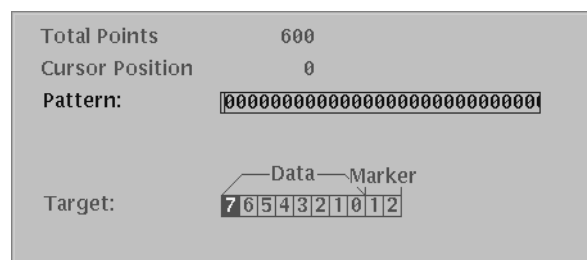 Total Points 600
Cursor Position 0
Pattern: 0000000000000000000000000000
Data Marker
Target: 7 6 5 4 3 2 1 0 1 2